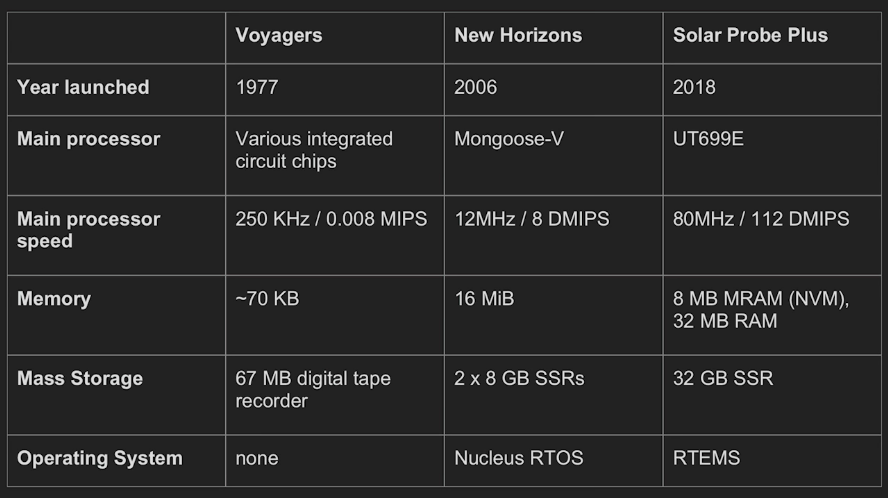 Voyagers New Horizons Solar Probe Plus
Year launched 1977 2006 2018
Main processor Various integrated circuit chips Mongoose-V UT699E
Main processor speed 250 KHz / 0.008 MIPS 12MHz / 8 DMIPS 80MHz / 112 DMIPS
Memory ~70 KB 16 MiB 8 MB MRAM (NVM), 32 MB RAM
Mass Storage 67 MB digital tape recorder 2 x 8 GB SSRs 32 GB SSR
Operating System none Nucleus RTOS RTEMS